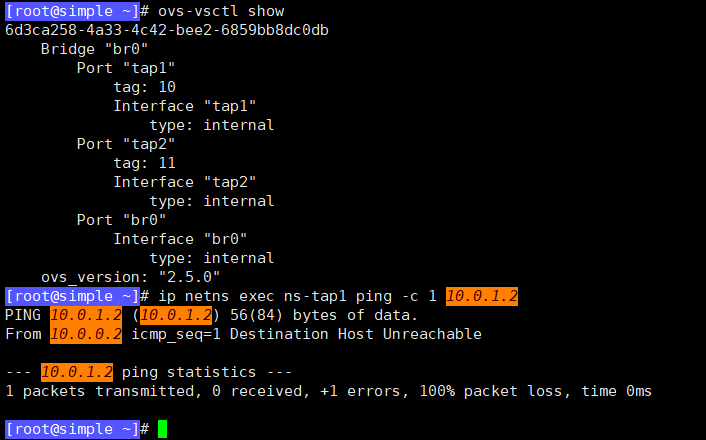 [root@simple ~]# ovs-vsctl show
6d3ca258-4a33-4c42-bee2-6859bb8dc0db
    Bridge "br0"
        Port "tap1"
            tag: 10
            Interface "tap1"
                type: internal
        Port "tap2"
            tag: 11
            Interface "tap2"
                type: internal
        Port "br0"
            Interface "br0"
                type: internal
    ovs_version: "2.5.0"
[root@simple ~]# ip netns exec ns-tap1 ping -c 1 10.0.1.2
PING 10.0.1.2 (10.0.1.2) 56(84) bytes of data.
From 10.0.0.2 icmp_seq=1 Destination Host Unreachable

--- 10.0.1.2 ping statistics ---
1 packets transmitted, 0 received, +1 errors, 100% packet loss, time 0ms

[root@simple ~]#